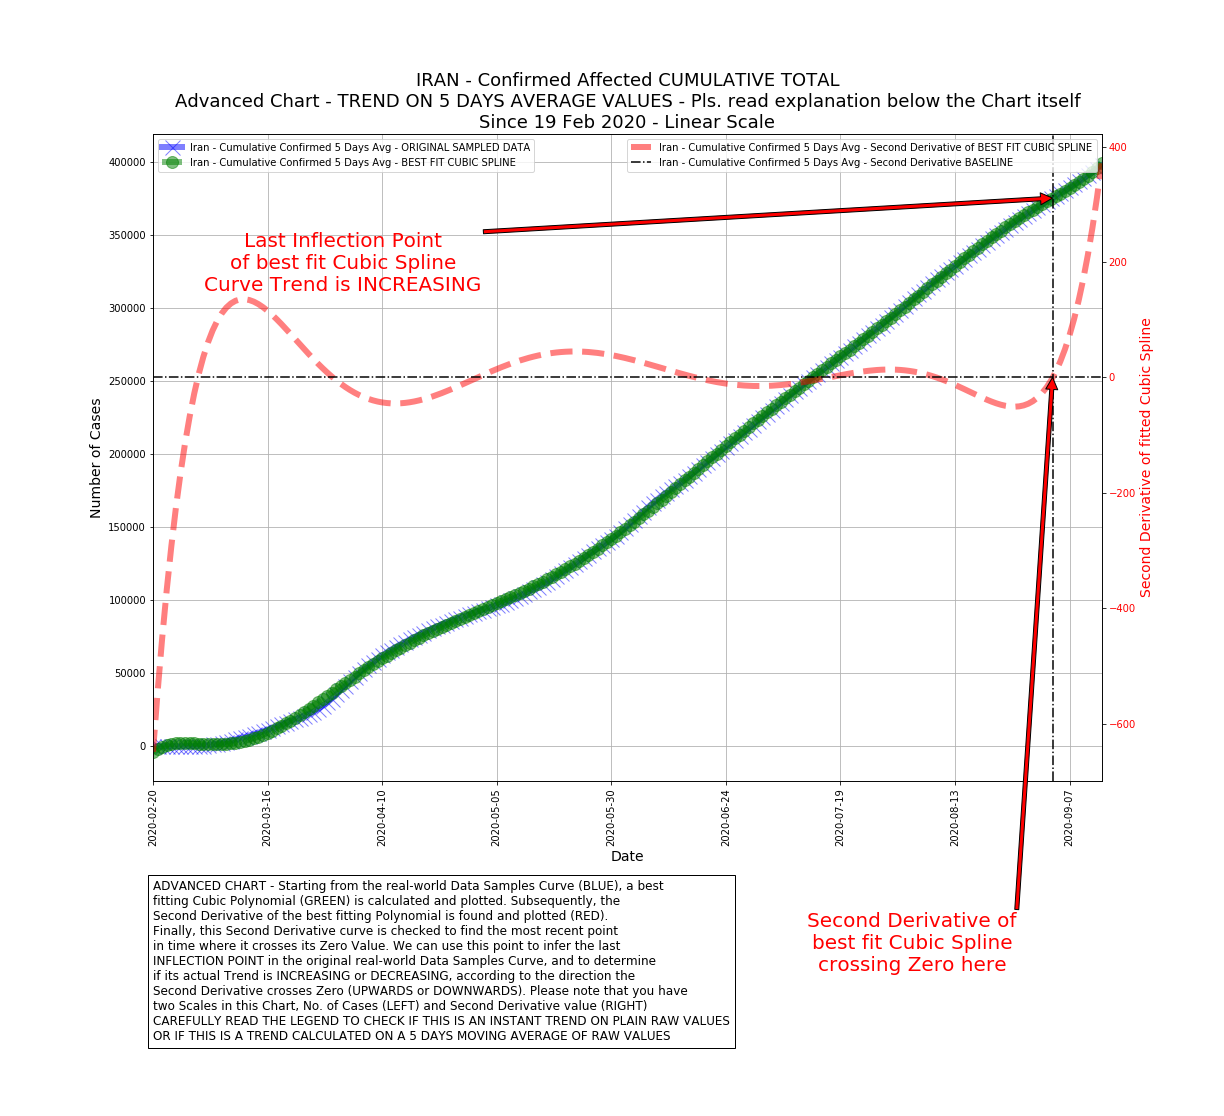 IRAN - Confirmed Affected CUMULATIVE TOTAL
Advanced Chart - TREND ON 5 DAYS AVERAGE VALUES - Pls. read explanation below the Chart itself
Since 19 Feb 2020 - Linear Scale
Iran - Cumulative Confirmed 5 Days Avg - ORIGINAL SAMPLED DATA
Iran - Cumulative Confirmed 5 Days Avg - BEST FIT CUBIC SPLINE
Iran - Cumulative Confirmed 5 Days Avg - Second Derivative of BEST FIT CUBIC SPLINE
Iran - Cumulative Confirmed 5 Days Avg - Second Derivative BASELINE
Last Inflection Point
of best fit Cubic Spline
Curve Trend is INCREASING
Number of Cases
400000
350000
300000
250000
200000
150000
100000
50000
0
400
200
0
−200
−400
−600
Second Derivative of fitted Cubic Spline
2020-02-20
2020-03-16
2020-04-10
2020-05-05
2020-05-30
2020-06-24
2020-07-19
2020-08-13
2020-09-07
Date
ADVANCED CHART - Starting from the real-world Data Samples Curve (BLUE), a best
fitting Cubic Polynomial (GREEN) is calculated and plotted. Subsequently, the
Second Derivative of the best fitting Polynomial is found and plotted (RED).
Finally, this Second Derivative curve is checked to find the most recent point
in time where it crosses its Zero Value. We can use this point to infer the last
INFLECTION POINT in the original real-world Data Samples Curve, and to determine
if its actual Trend is INCREASING or DECREASING, according to the direction the
Second Derivative crosses Zero (UPWARDS or DOWNWARDS). Please note that you have
two Scales in this Chart, No. of Cases (LEFT) and Second Derivative value (RIGHT)
CAREFULLY READ THE LEGEND TO CHECK IF THIS IS AN INSTANT TREND ON PLAIN RAW VALUES
OR IF THIS IS A TREND CALCULATED ON A 5 DAYS MOVING AVERAGE OF RAW VALUES
Second Derivative of
best fit Cubic Spline
crossing Zero here